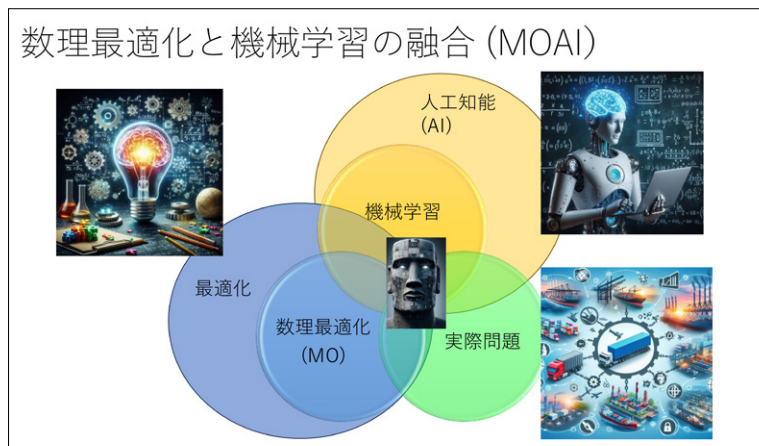 数理最適化と機械学習の融合 (MOAI)
人工知能
(AI)
機械学習
最適化
数理最適化
(MO)
実際問題